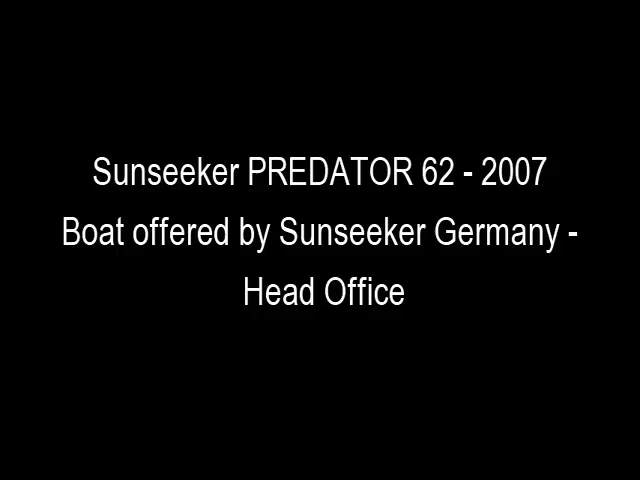 Sunseeker PREDATOR 62 - 2007
Boat offered by Sunseeker Germany -
Head Office